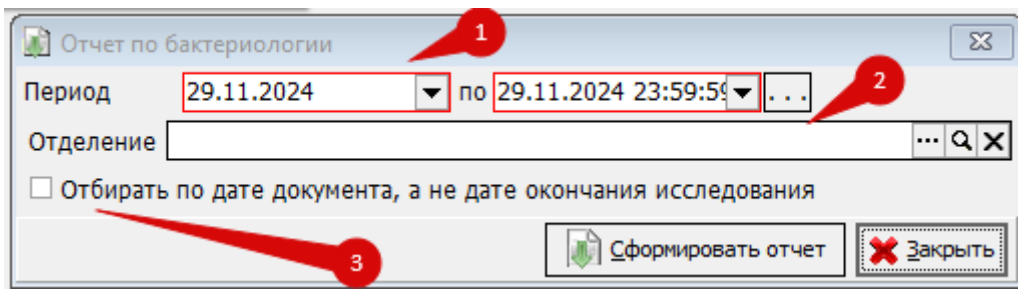 Отчет по бактериологии
1
Период 29.11.2024 по 29.11.2024 23:59:59 ...
2
Отделение ...
Отбирать по дате документа, а не дате окончания исследования
3
Сформировать отчет Закрыть